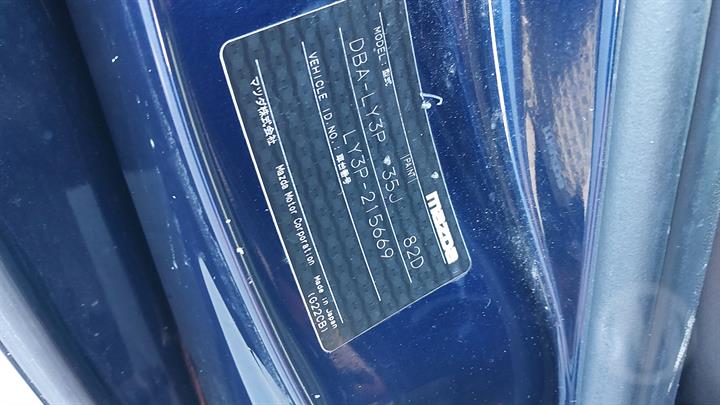 mazda
MODEL: 型式 PAINT
DBA-LY3P ♥35J 82D
VEHICLE ID.NO.: 車台番号
LY3P-215669
マツダ株式会社 Mazda Motor Corporation Made in Japan
(G22CB)